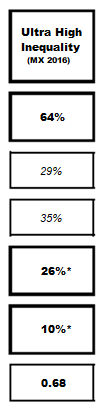 Ultra High
Inequality
(MX 2016)
64%
29%
35%
26%*
10%*
0.68